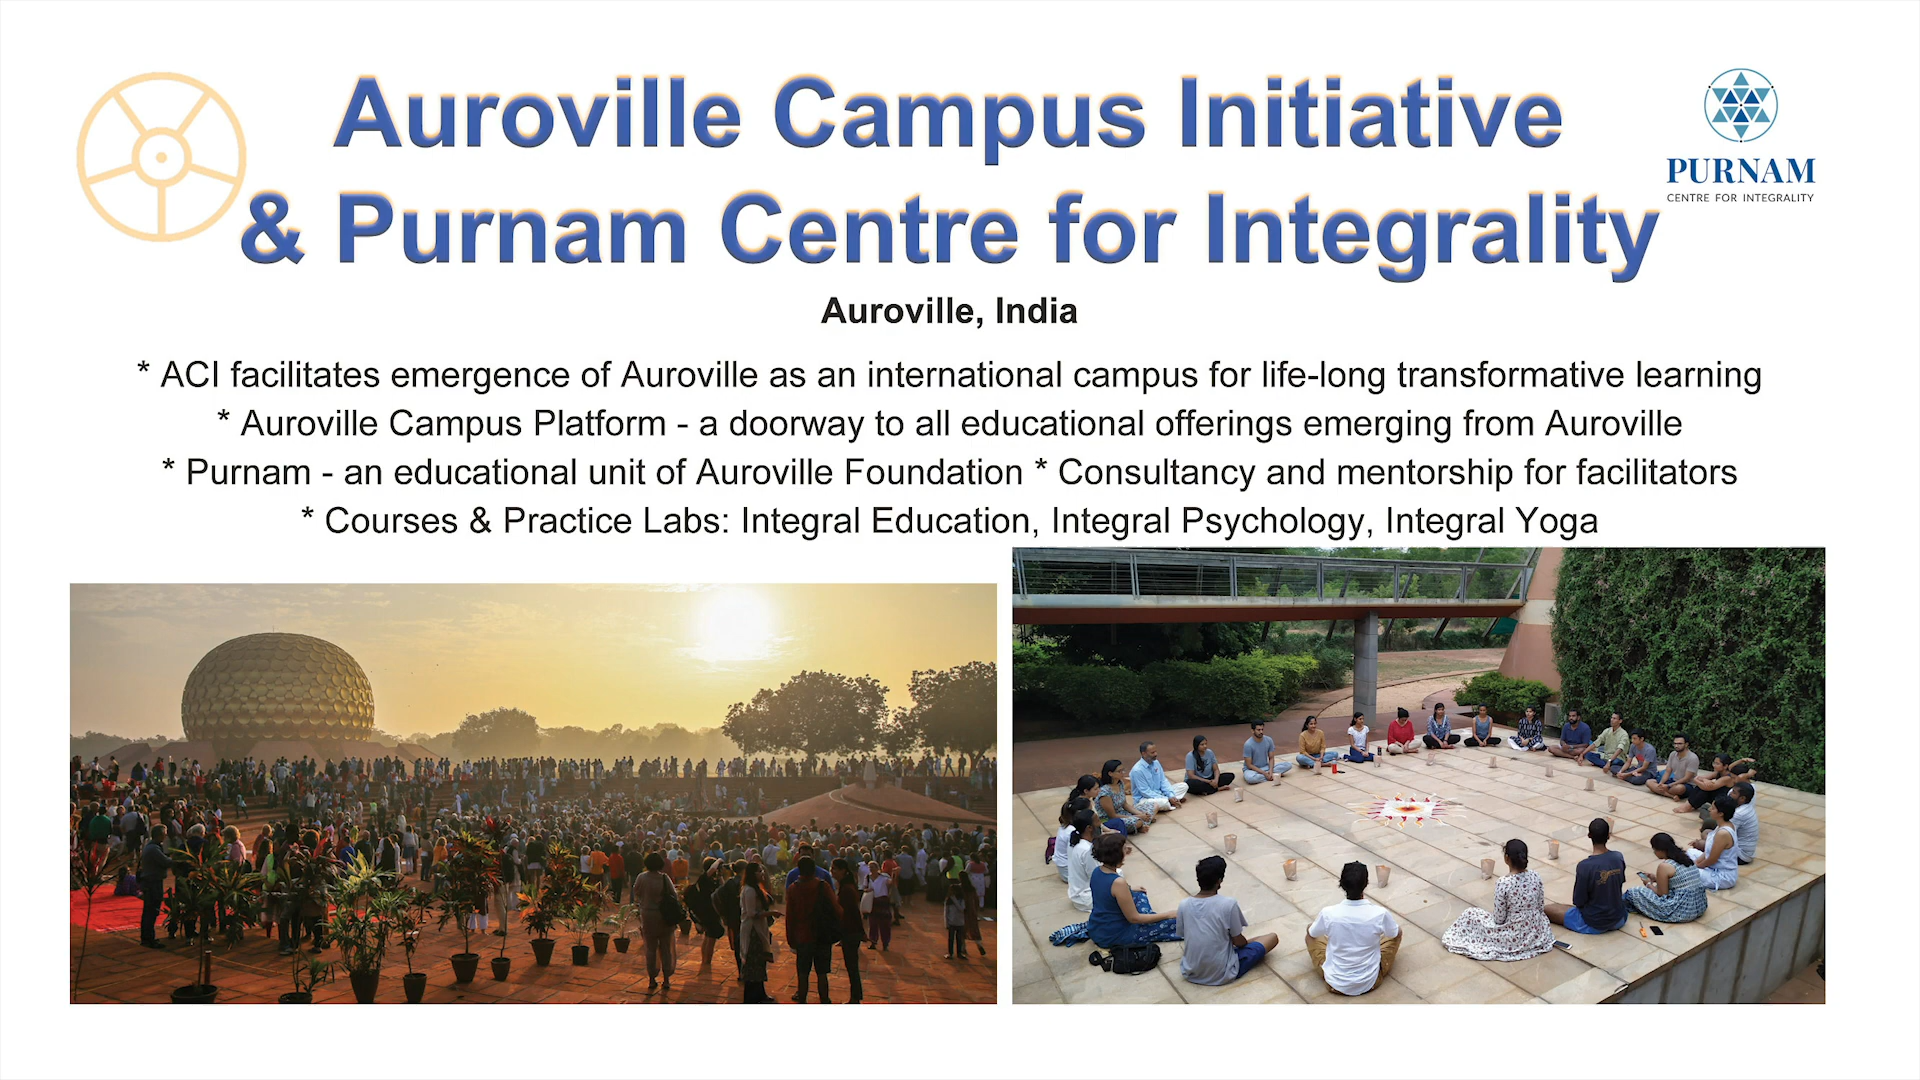 Auroville Campus Initiative
& Purnam Centre for Integrality
PURNAM
CENTRE FOR INTEGRALITY
Auroville, India
* ACI facilitates emergence of Auroville as an international campus for life-long transformative learning
* Auroville Campus Platform - a doorway to all educational offerings emerging from Auroville
* Purnam - an educational unit of Auroville Foundation * Consultancy and mentorship for facilitators
* Courses & Practice Labs: Integral Education, Integral Psychology, Integral Yoga